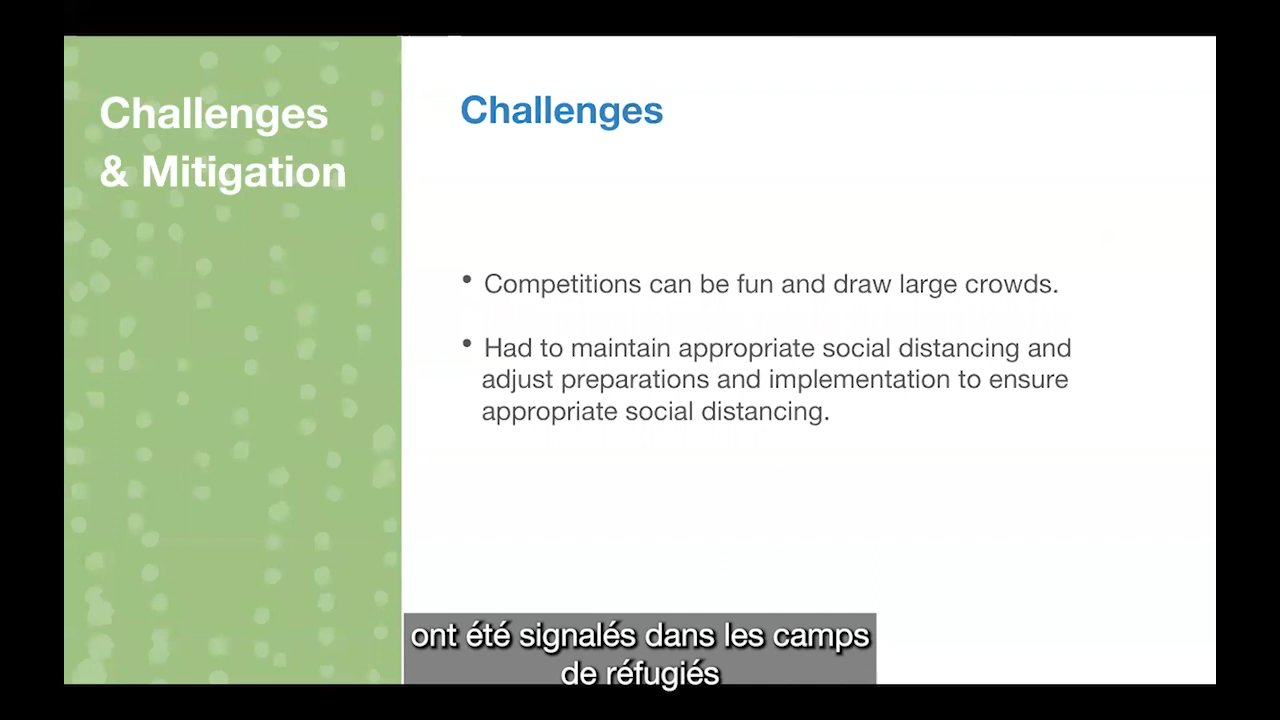 Challenges
& Mitigation
Challenges
• Competitions can be fun and draw large crowds.
• Had to maintain appropriate social distancing and
adjust preparations and implementation to ensure
appropriate social distancing.
ont été signalés dans les camps
de réfugiés